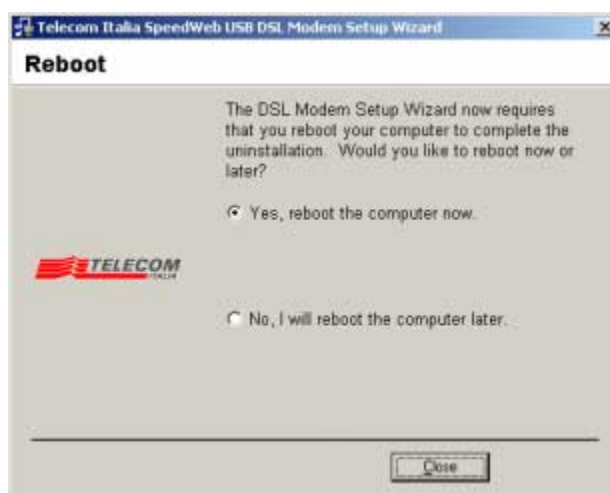 Telecom Italia SpeedWeb USB DSL Modem Setup Wizard
Reboot
The DSL Modem Setup Wizard now requires
that you reboot your computer to complete the
uninstallation. Would you like to reboot now or
later?
Yes, reboot the computer now.
TELECOM
ITALIA
No, I will reboot the computer later.
Close